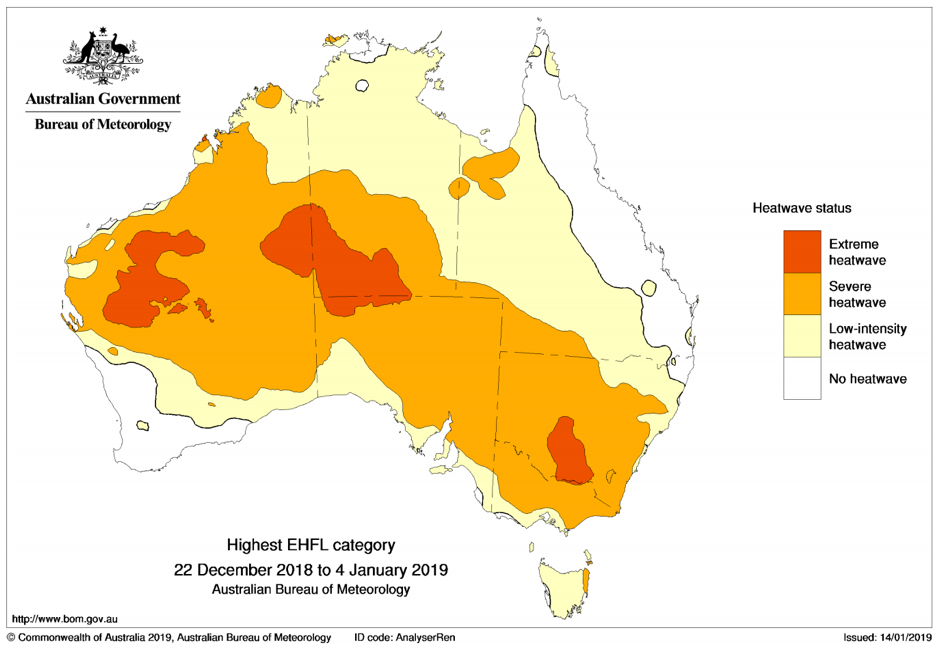 Australian Government
Bureau of Meteorology
Heatwave status
Extreme
heatwave
Severe
heatwave
Low-intensity
heatwave
No heatwave
Highest EHFL category
22 December 2018 to 4 January 2019
Australian Bureau of Meteorology
http://www.bom.gov.au
© Commonwealth of Australia 2019, Australian Bureau of Meteorology ID code: AnalyserRen Issued: 14/01/2019